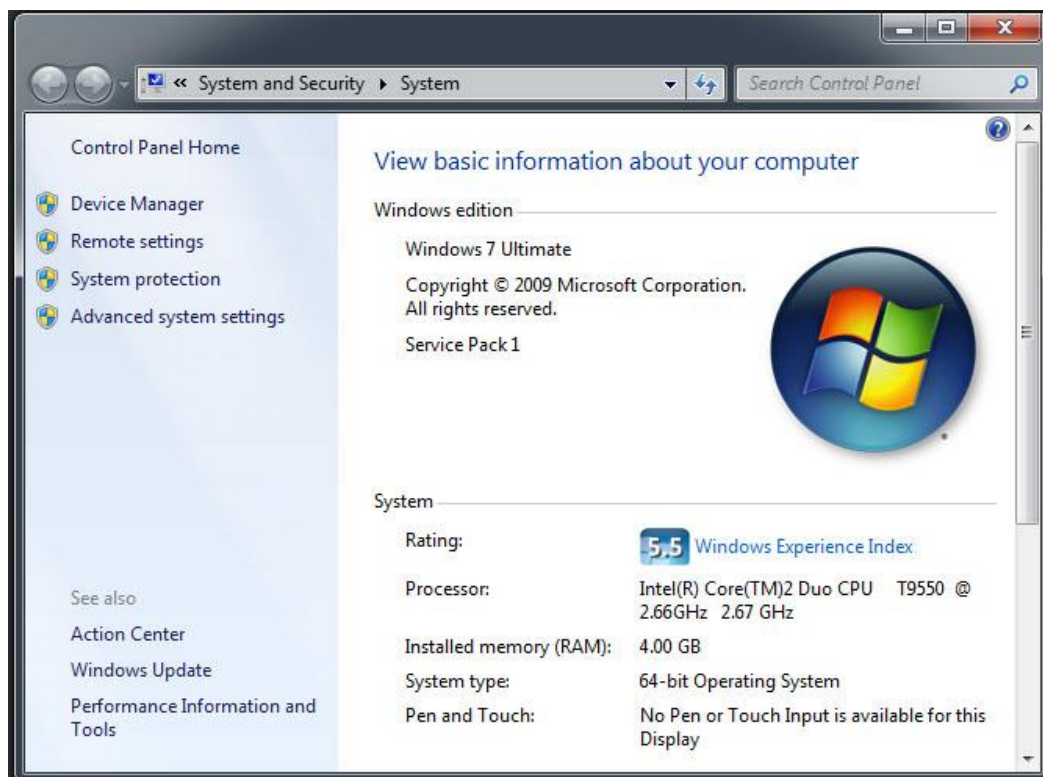 « System and Security ▸ System
Search Control Panel
Control Panel Home
Device Manager
Remote settings
System protection
Advanced system settings
See also
Action Center
Windows Update
Performance Information and
Tools
View basic information about your computer
Windows edition
Windows 7 Ultimate
Copyright © 2009 Microsoft Corporation.
All rights reserved.
Service Pack 1
System
Rating:
5.5 Windows Experience Index
Processor:
Intel(R) Core(TM)2 Duo CPU T9550 @
2.66GHz 2.67 GHz
Installed memory (RAM):
4.00 GB
System type:
64-bit Operating System
Pen and Touch:
No Pen or Touch Input is available for this
Display